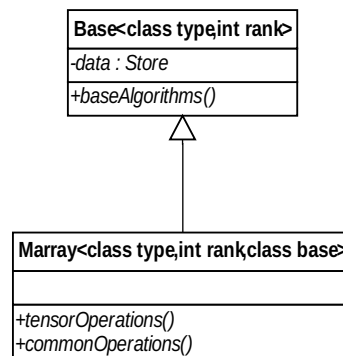 Base<class type,int rank>
-data : Store
+baseAlgorithms()
Marray<class type,int rank,class base>
+tensorOperations()
+commonOperations()